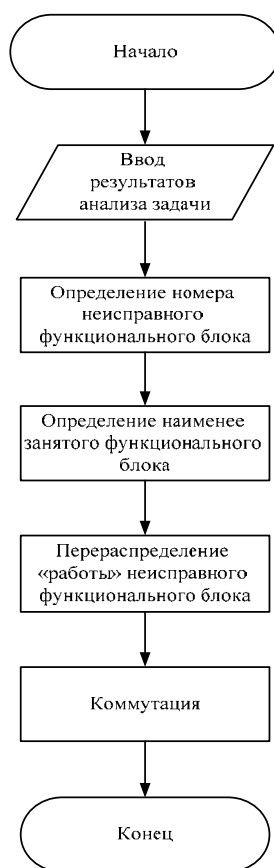 Начало
Ввод
результатов
анализа задачи
Определение номера
неисправного
функционального блока
Определение наименее
занятого функционального
блока
Перераспределение
«работы» неисправного
функционального блока
Коммутация
Конец